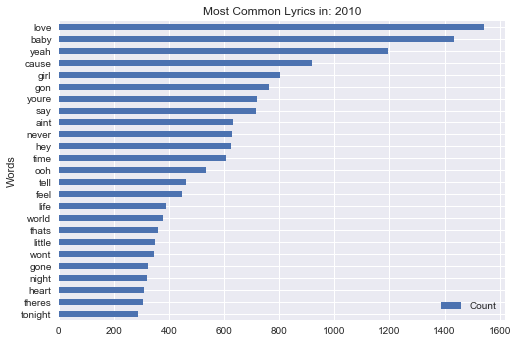 Most Common Lyrics in: 2010
love
baby
yeah
cause
girl
gon
youre
say
aint
never
hey
time
ooh
tell
feel
life
world
thats
little
wont
gone
night
heart
theres
tonight
Words
Count
0 200 400 600 800 1000 1200 1400 1600